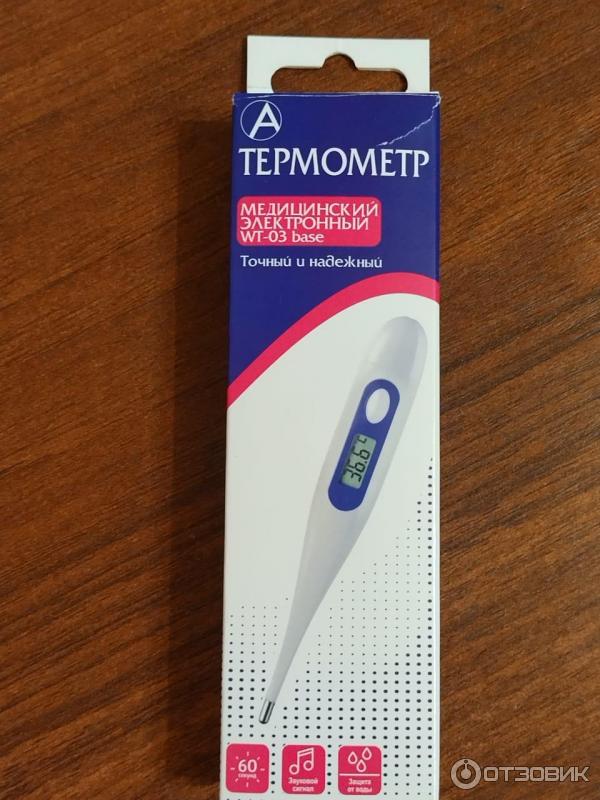 А
ТЕРМОМЕТР
МЕДИЦИНСКИЙ
ЭЛЕКТРОННЫЙ
WT-03 base
Точный и надежный
36.6 °C
60
секунд
Звуковой
сигнал
Защита
от воды
ОТЗОВИК